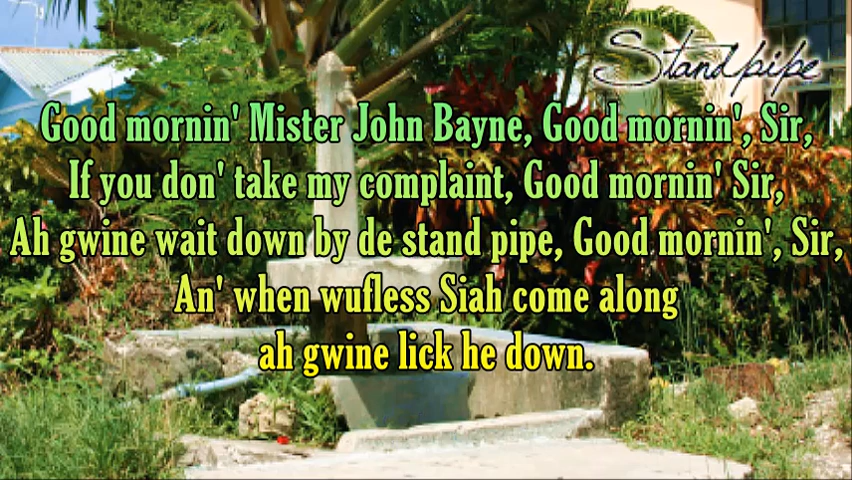 Stand pipe
Good mornin' Mister John Bayne, Good mornin', Sir,
If you don' take my complaint, Good mornin' Sir,
Ah gwine wait down by de stand pipe, Good mornin', Sir,
An' when wufless Siah come along
ah gwine lick he down.